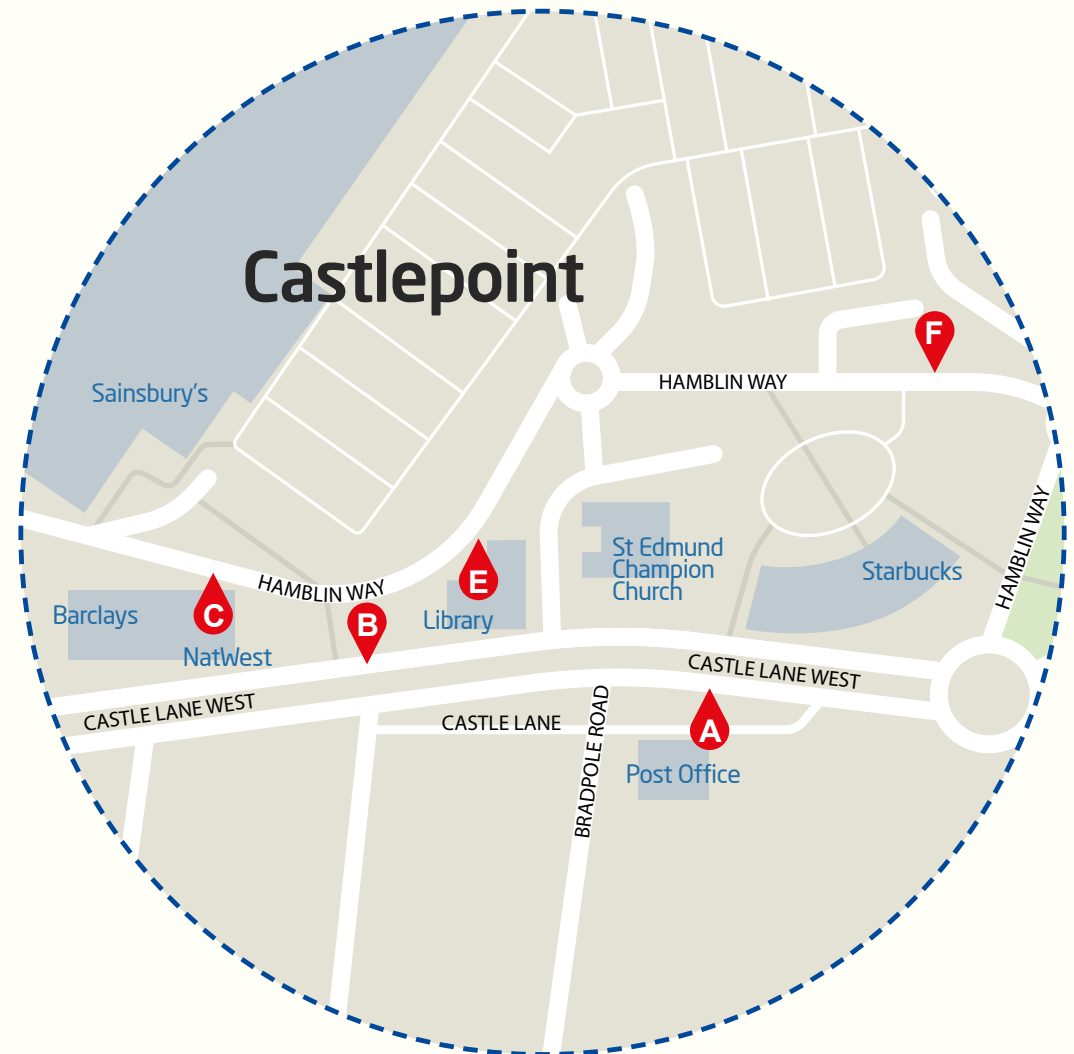 Castlepoint
F
HAMBLIN WAY
Sainsbury's
HAMBLIN WAY
St Edmund
Champion
Church
Starbucks
E
HAMBLIN WAY
C
B
Barclays
Library
NatWest
CASTLE LANE WEST
CASTLE LANE WEST
CASTLE LANE
A
BRADPOLE ROAD
Post Office